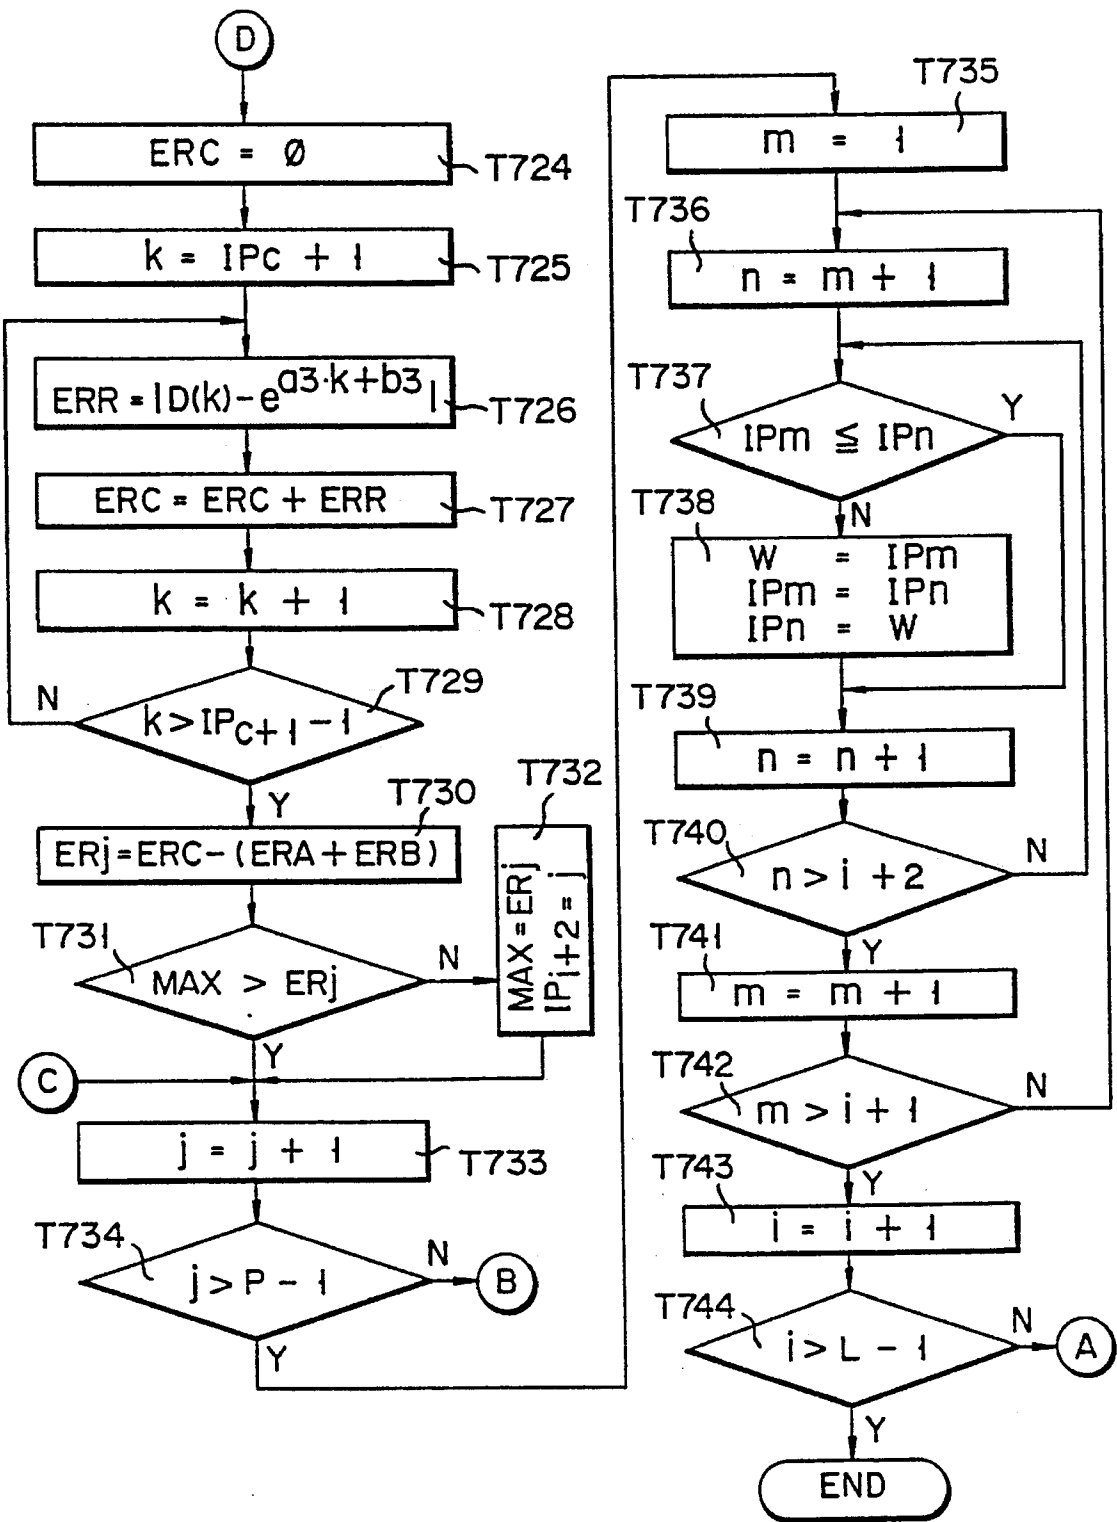 D
ERC = Ø
T724
k = IPc + 1
T725
ERR = |D(k) - e^a3·k+b3|
T726
ERC = ERC + ERR
T727
k = k + 1
T728
T729
N
k > IPc+1 - 1
Y
T730
ERj = ERC - (ERA + ERB)
T731
MAX > ERj
N
Y
T732
MAX = ERj
IPi+2 = j
C
j = j + 1
T733
T734
j > P - 1
N
B
Y
T735
m = 1
T736
n = m + 1
T737
IPm ≦ IPn
Y
N
T738
W = IPm
IPm = IPn
IPn = W
T739
n = n + 1
T740
n > i + 2
N
Y
T741
m = m + 1
T742
m > i + 1
N
Y
T743
i = i + 1
T744
i > L - 1
N
A
Y
END